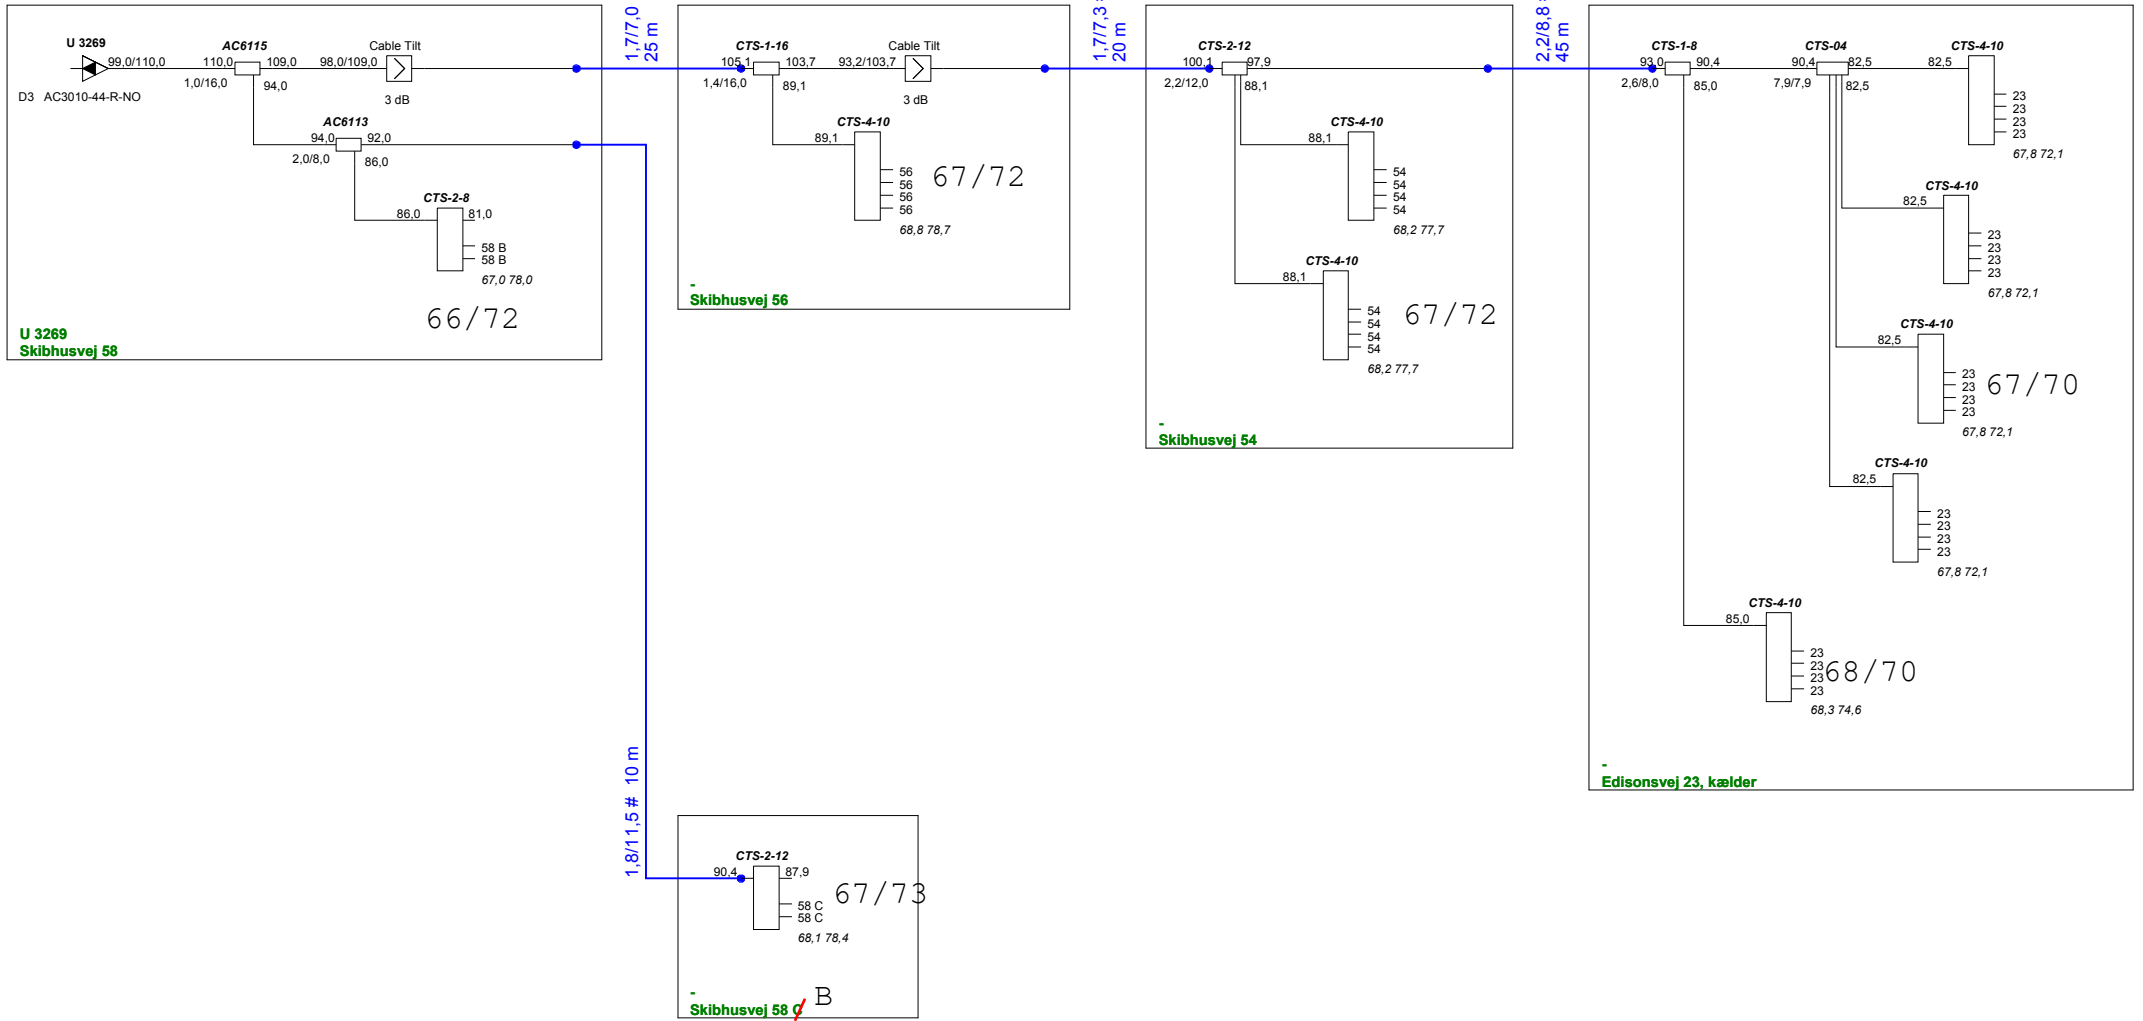 U 3269
99,0/110,0
D3 AC3010-44-R-NO
AC6115
110,0
109,0
1,0/16,0
94,0
98,0/109,0
Cable Tilt
3 dB
AC6113
94,0
92,0
2,0/8,0
86,0
CTS-2-8
86,0
81,0
58 B
58 B
67,0 78,0
66/72
U 3269
Skibhusvej 58
1,7/7,0
25 m
CTS-1-16
105,1
103,7
1,4/16,0
89,1
93,2/103,7
Cable Tilt
3 dB
CTS-4-10
89,1
56
56
56
56
67/72
68,8 78,7
-
Skibhusvej 56
1,7/7,3
20 m
CTS-2-12
100,1
97,9
2,2/12,0
88,1
CTS-4-10
88,1
54
54
54
54
68,2 77,7
CTS-4-10
88,1
54
54
54
54
67/72
68,2 77,7
-
Skibhusvej 54
2,2/8,8
45 m
CTS-1-8
93,0
90,4
2,6/8,0
85,0
CTS-04
90,4
82,5
7,9/7,9
82,5
CTS-4-10
82,5
23
23
23
23
67,8 72,1
CTS-4-10
82,5
23
23
23
23
67,8 72,1
CTS-4-10
82,5
23
23
23
23
67/70
67,8 72,1
CTS-4-10
82,5
23
23
23
23
67,8 72,1
CTS-4-10
85,0
23
23
23
23
68/70
68,3 74,6
-
Edisonsvej 23, kælder
1,8/11,5 # 10 m
CTS-2-12
90,4
87,9
58 C
58 C
67/73
68,1 78,4
-
Skibhusvej 58 C
B